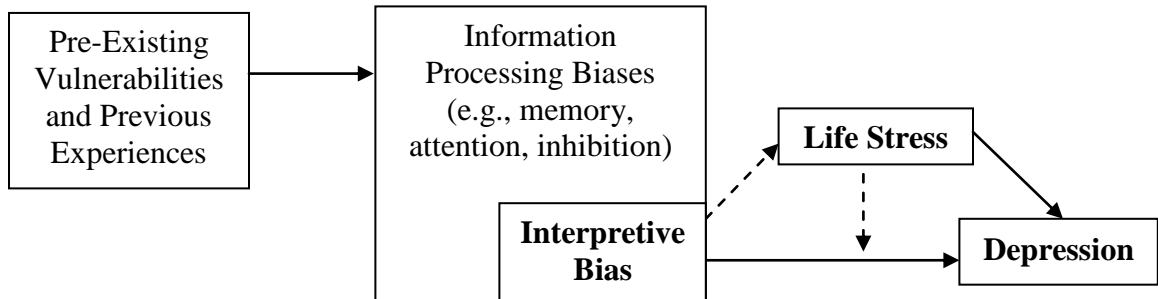 Pre-Existing
Vulnerabilities
and Previous
Experiences
Information
Processing Biases
(e.g., memory,
attention, inhibition)
Interpretive
Bias
Life Stress
Depression